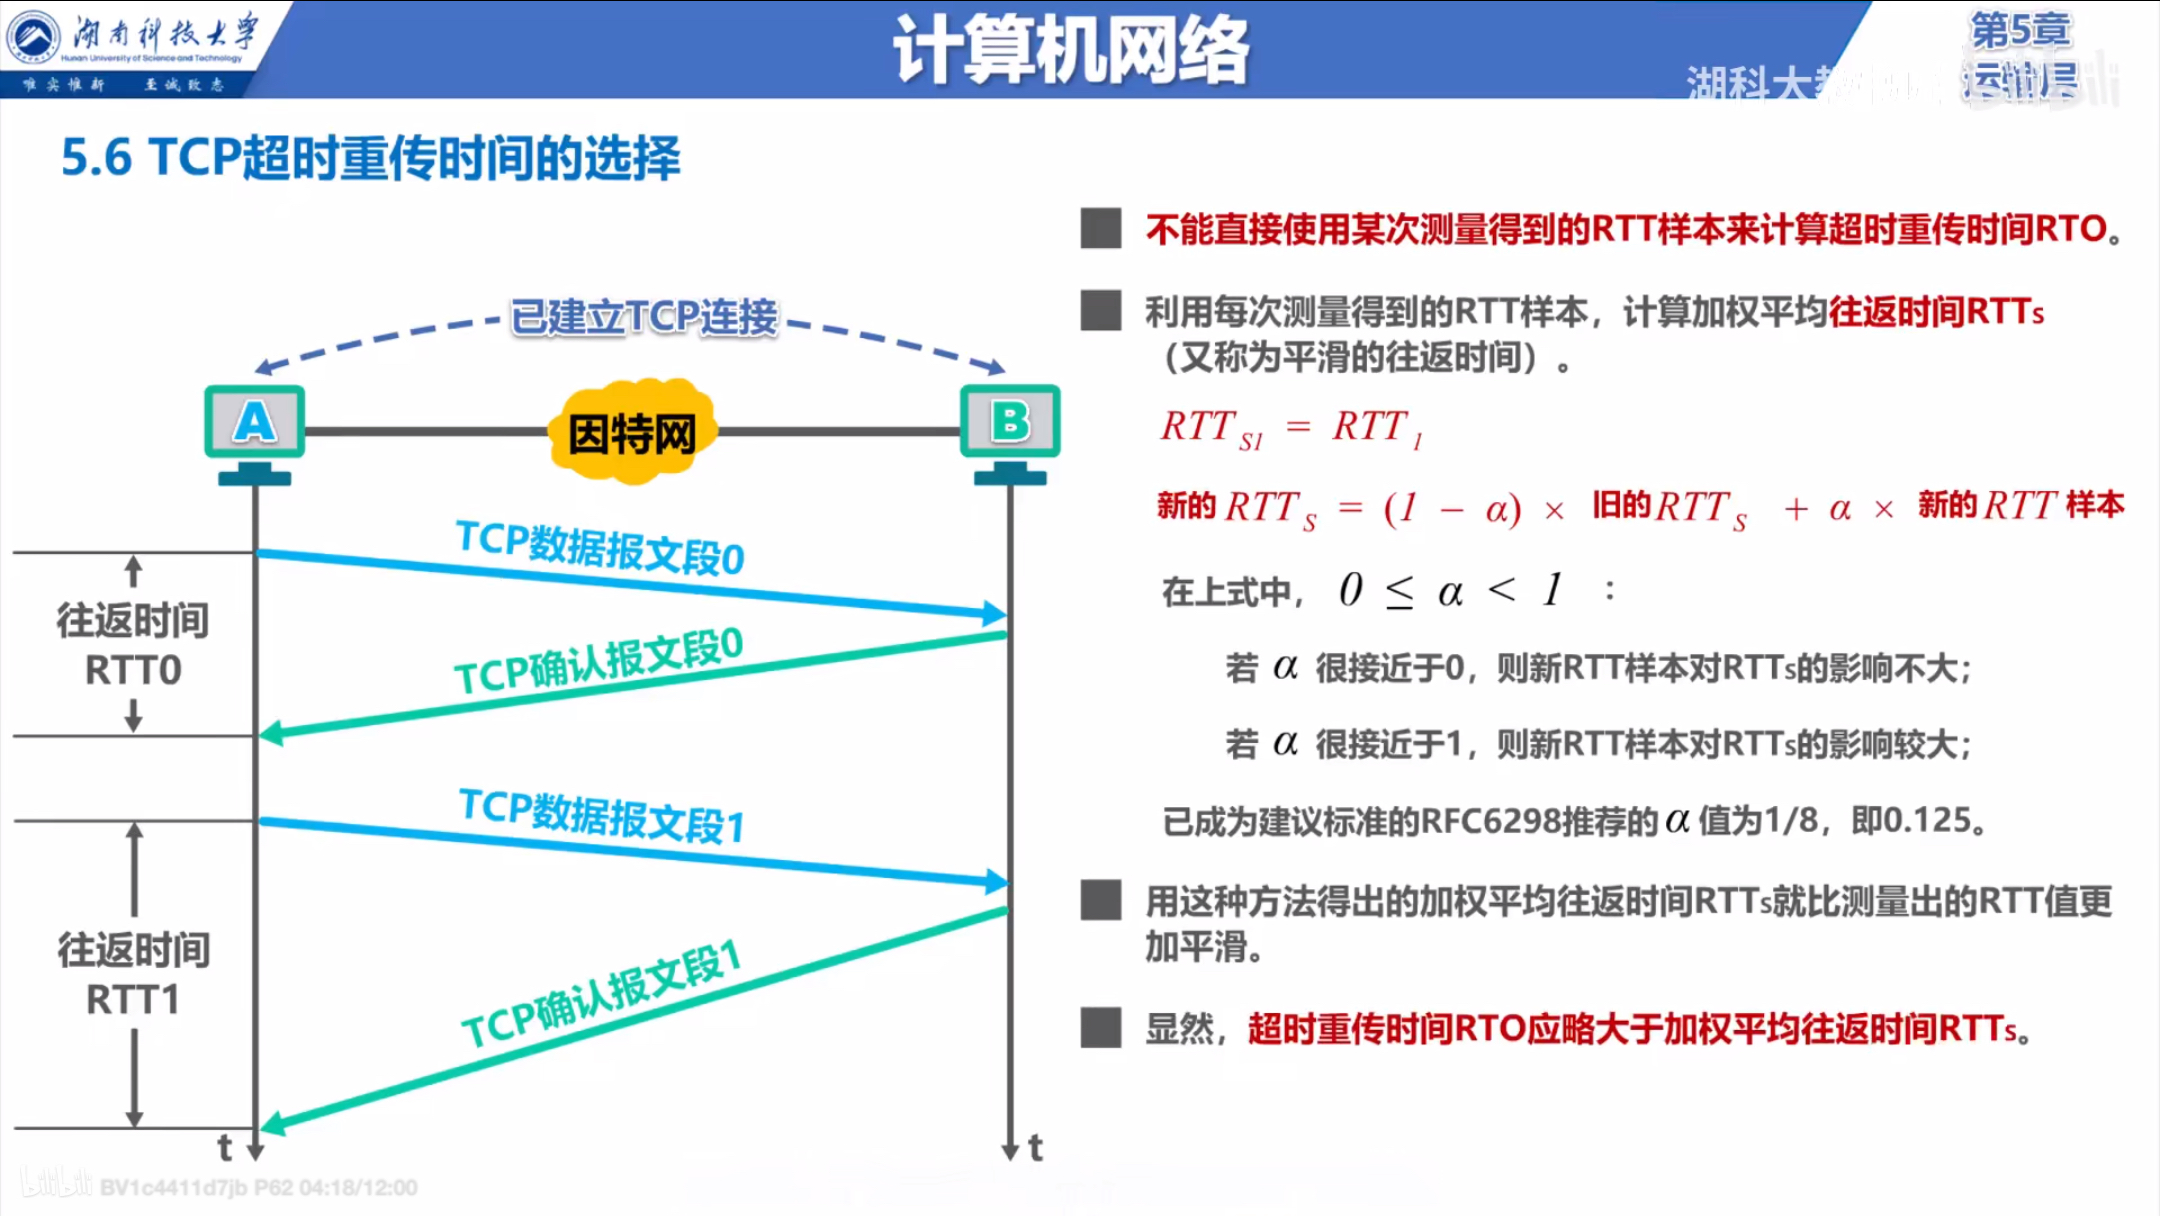 湖南科技大学
Hunan University of Science and Technology
唯实惟新 至诚致志
计算机网络
第5章
运输层
湖科大教
bilibili
5.6 TCP超时重传时间的选择
已建立TCP连接
A
因特网
B
TCP数据报文段0
往返时间
RTT0
TCP确认报文段0
TCP数据报文段1
往返时间
RTT1
TCP确认报文段1
t
t
不能直接使用某次测量得到的RTT样本来计算超时重传时间RTO。
利用每次测量得到的RTT样本，计算加权平均往返时间RTTs
（又称为平滑的往返时间）。
RTT S1 = RTT 1
新的 RTT S = (1 − α) × 旧的 RTT S + α × 新的 RTT 样本
在上式中， 0 ≤ α < 1 ：
若 α 很接近于0，则新RTT样本对RTTs的影响不大；
若 α 很接近于1，则新RTT样本对RTTs的影响较大；
已成为建议标准的RFC6298推荐的 α 值为1/8，即0.125。
用这种方法得出的加权平均往返时间RTTs就比测量出的RTT值更
加平滑。
显然，超时重传时间RTO应略大于加权平均往返时间RTTs。
bilibili BV1c4411d7jb P62 04:18/12:00